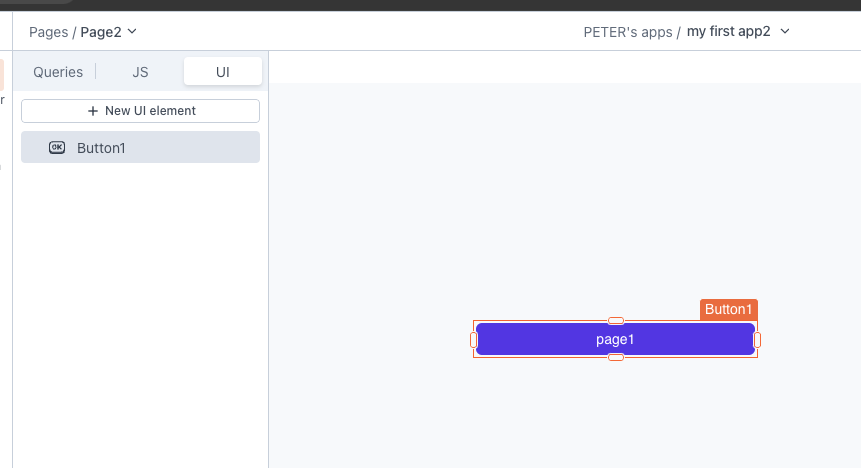 Pages / Page2
PETER's apps / my first app2
Queries
JS
UI
+ New UI element
OK Button1
Button1
page1